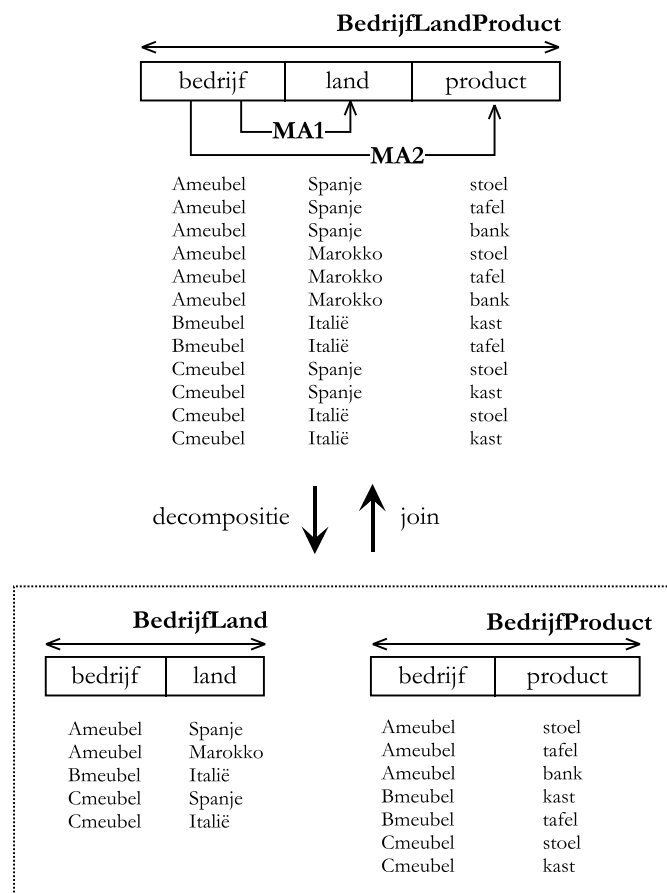 BedrijfLandProduct
bedrijf land product
MA1
MA2
Ameubel Spanje stoel
Ameubel Spanje tafel
Ameubel Spanje bank
Ameubel Marokko stoel
Ameubel Marokko tafel
Ameubel Marokko bank
Bmeubel Italië kast
Bmeubel Italië tafel
Cmeubel Spanje stoel
Cmeubel Spanje kast
Cmeubel Italië stoel
Cmeubel Italië kast
decompositie join
BedrijfLand
bedrijf land
Ameubel Spanje
Ameubel Marokko
Bmeubel Italië
Cmeubel Spanje
Cmeubel Italië
BedrijfProduct
bedrijf product
Ameubel stoel
Ameubel tafel
Ameubel bank
Bmeubel kast
Bmeubel tafel
Cmeubel stoel
Cmeubel kast